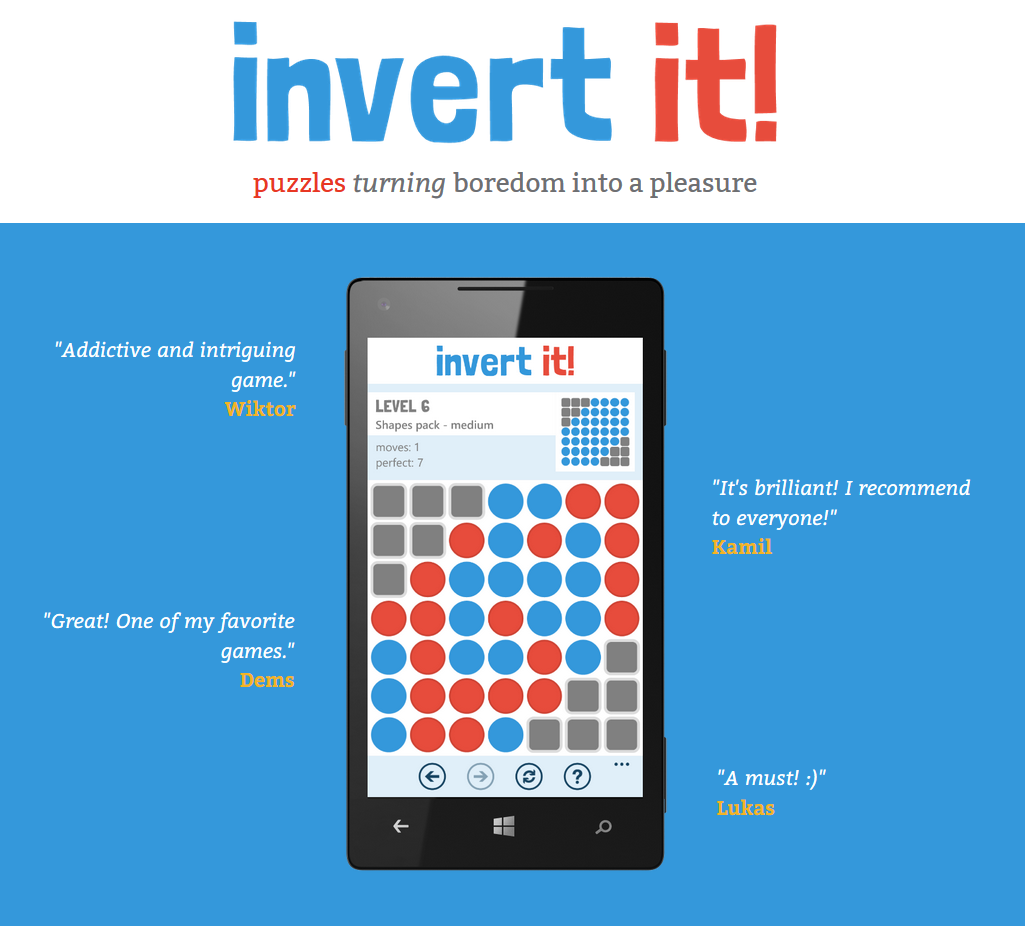 invert it!
puzzles turning boredom into a pleasure
"Addictive and intriguing
game."
Wiktor
invert it!
LEVEL 6
Shapes pack - medium
moves: 1
perfect: 7
"It's brilliant! I recommend
to everyone!"
Kamil
"Great! One of my favorite
games."
Dems
?
"A must! :)"
Lukas